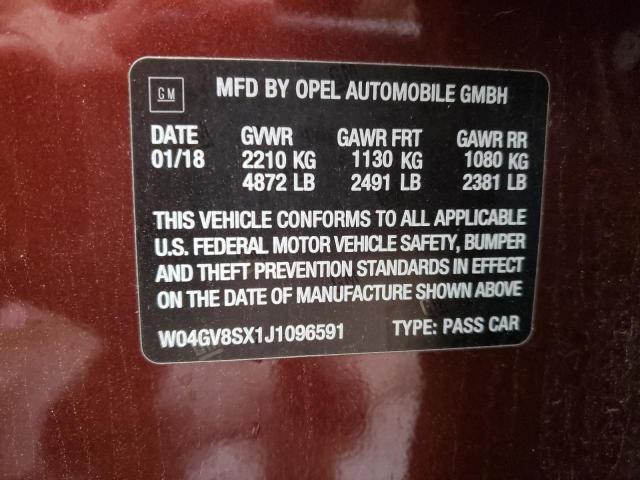 GM MFD BY OPEL AUTOMOBILE GMBH
DATE GVWR GAWR FRT GAWR RR
01/18 2210 KG 1130 KG 1080 KG
4872 LB 2491 LB 2381 LB
THIS VEHICLE CONFORMS TO ALL APPLICABLE
U.S. FEDERAL MOTOR VEHICLE SAFETY, BUMPER
AND THEFT PREVENTION STANDARDS IN EFFECT
ON THE DATE OF MANUFACTURE SHOWN ABOVE
W04GV8SX1J1096591 TYPE: PASS CAR